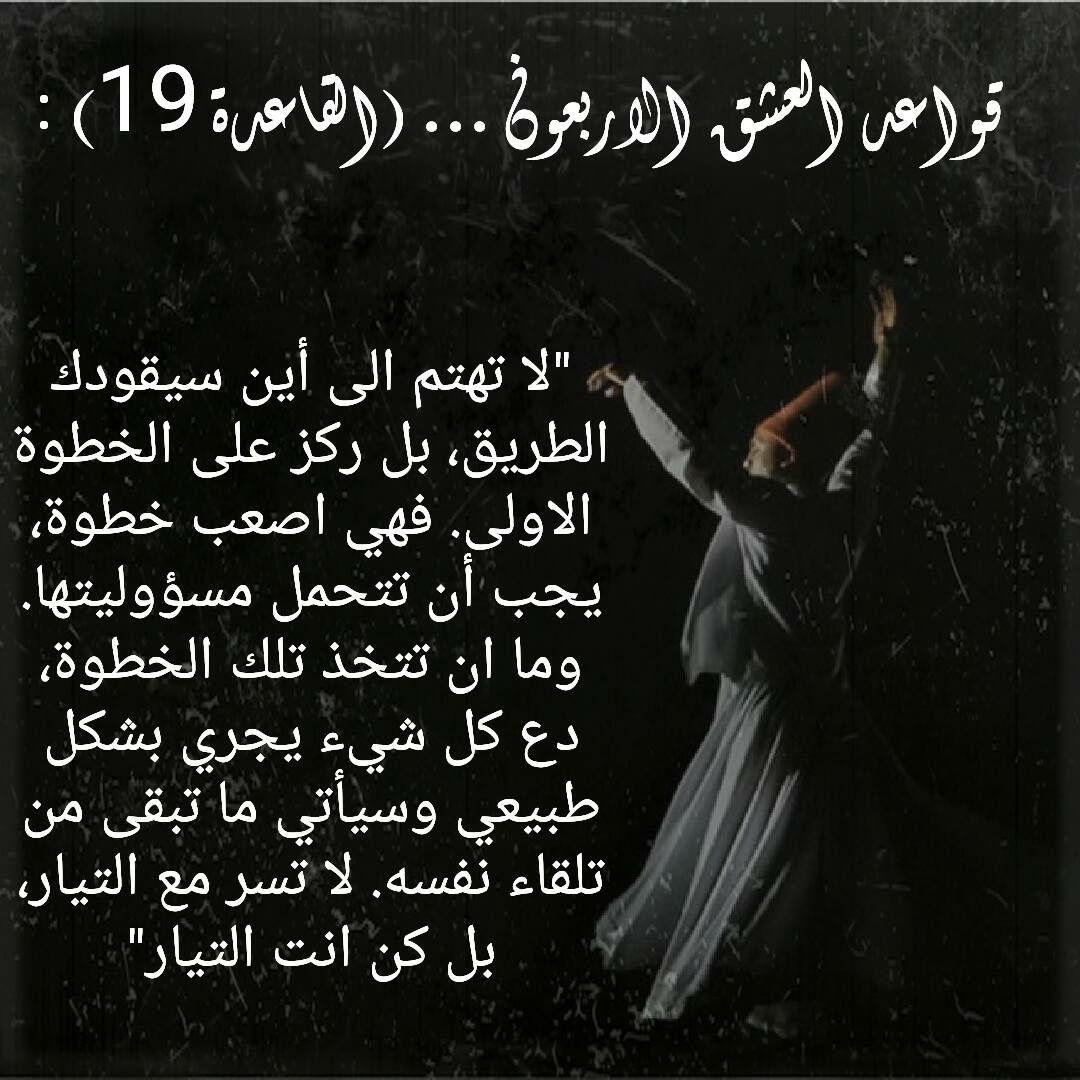 قواعد العشق الاربعون ... (القاعدة 19) :
"لا تهتم الى أين سيقودك
الطريق، بل ركز على الخطوة
الاولى. فهي اصعب خطوة،
يجب أن تتحمل مسؤوليتها.
وما ان تتخذ تلك الخطوة،
دع كل شيء يجري بشكل
طبيعي وسيأتي ما تبقى من
تلقاء نفسه. لا تسر مع التيار،
بل كن انت التيار"